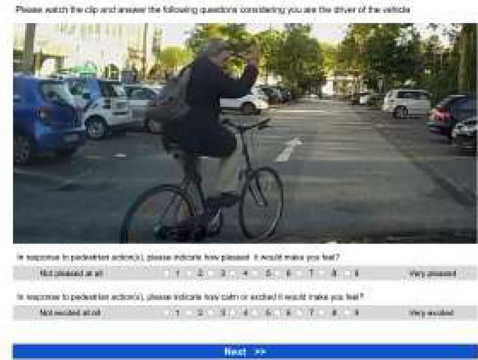 Please watch the clip and answer the following questions considering you are the driver of the vehicle
In response to pedestrian action(s), please indicate how pleased it would make you feel?
Not pleased at all 1 2 3 4 5 6 7 8 9 Very pleased
In response to pedestrian action(s), please indicate how calm or excited it would make you feel?
Not excited at all 1 2 3 4 5 6 7 8 9 Very excited
Next >>